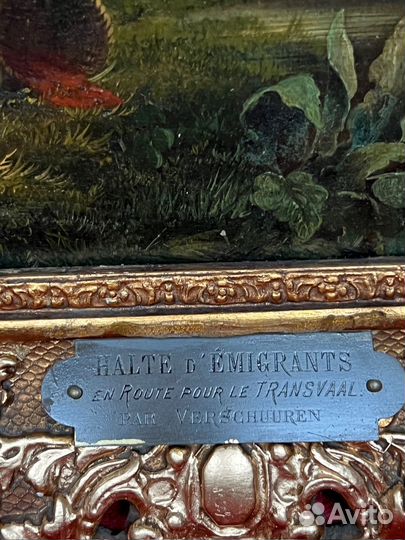 HALTE D'ÉMIGRANTS
EN ROUTE POUR LE TRANSVAAL.
PAR VERSCHUUREN
Avito